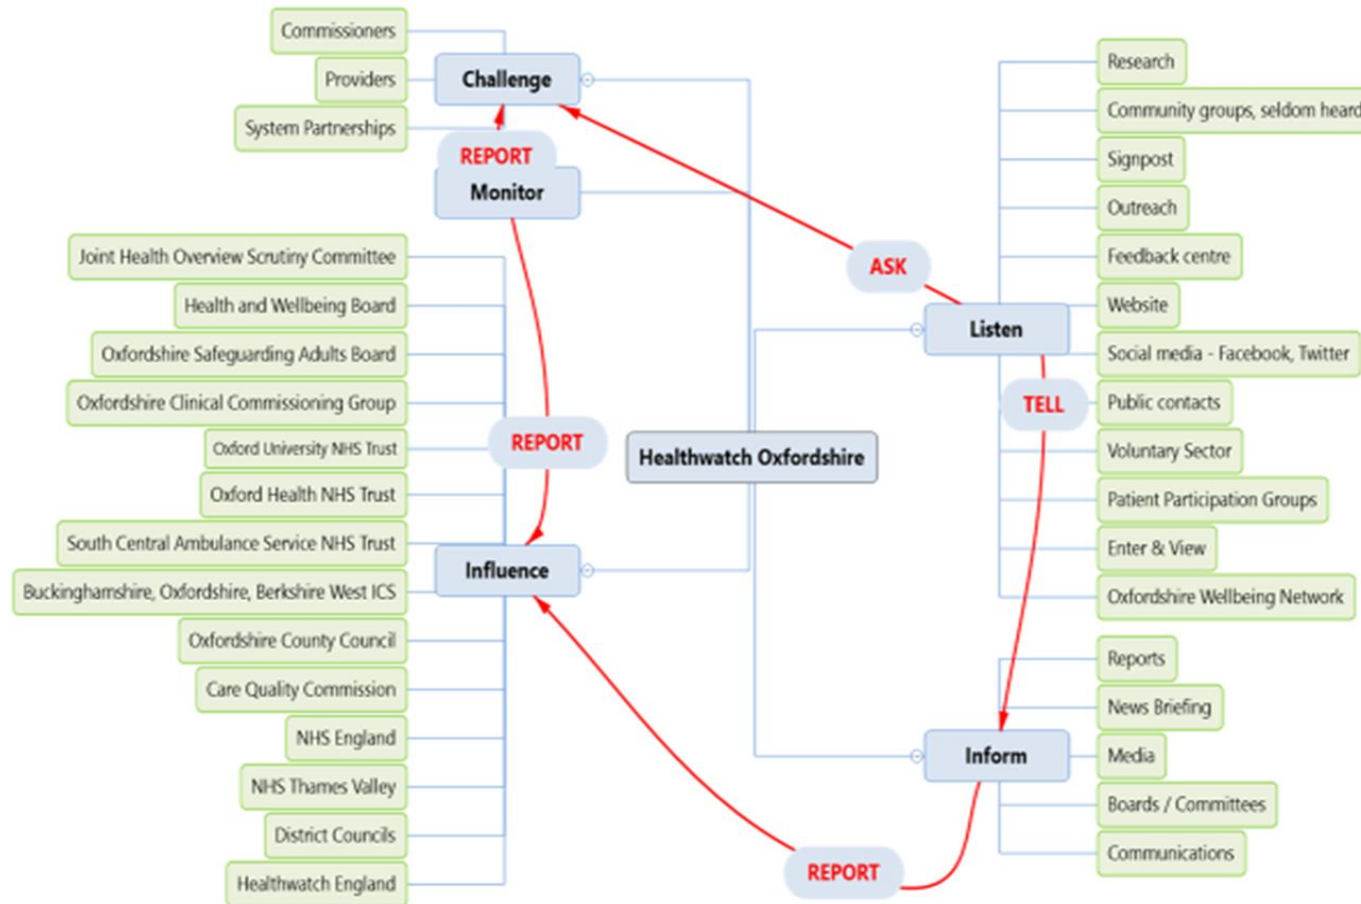 Commissioners
Challenge
Providers
System Partnerships
REPORT
Monitor
Joint Health Overview Scrutiny Committee
Health and Wellbeing Board
Oxfordshire Safeguarding Adults Board
Oxfordshire Clinical Commissioning Group
Oxford University NHS Trust
Oxford Health NHS Trust
South Central Ambulance Service NHS Trust
Influence
Buckinghamshire, Oxfordshire, Berkshire West ICS
Oxfordshire County Council
Care Quality Commission
NHS England
NHS Thames Valley
District Councils
Healthwatch England
REPORT
Healthwatch Oxfordshire
ASK
Listen
TELL
Research
Community groups, seldom heard
Signpost
Outreach
Feedback centre
Website
Social media - Facebook, Twitter
Public contacts
Voluntary Sector
Patient Participation Groups
Enter & View
Oxfordshire Wellbeing Network
Inform
Reports
News Briefing
Media
Boards / Committees
Communications
REPORT